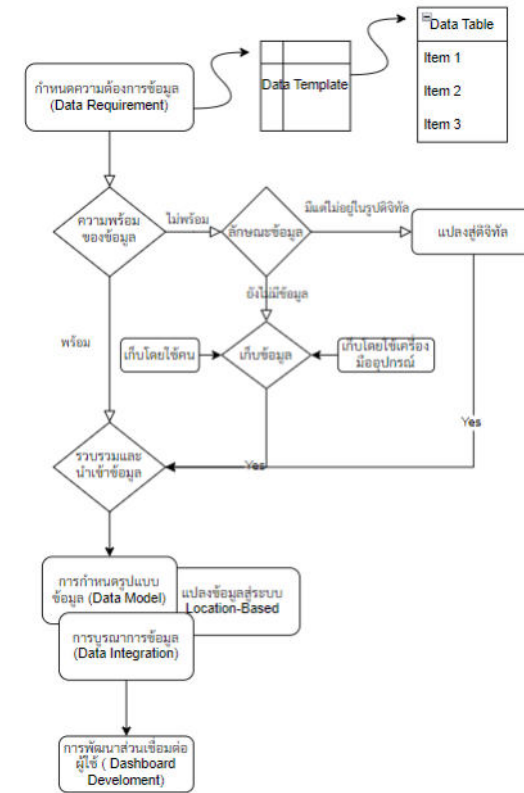 Data Table
Item 1
Item 2
Item 3
Data Template
กำหนดความต้องการข้อมูล
(Data Requirement)
ความพร้อม
ของข้อมูล
ไม่พร้อม
ลักษณะข้อมูล
มีแต่ไม่อยู่ในรูปดิจิทัล
แปลงสู่ดิจิทัล
ยังไม่มีข้อมูล
พร้อม
เก็บโดยใช้คน
เก็บข้อมูล
เก็บโดยใช้เครื่อง
มืออุปกรณ์
Yes
รวบรวมและ
นำเข้าข้อมูล
Yes
การกำหนดรูปแบบ
ข้อมูล (Data Model)
แปลงข้อมูลสู่ระบบ
Location-Based
การบูรณาการข้อมูล
(Data Integration)
การพัฒนาส่วนเชื่อมต่อ
ผู้ใช้ ( Dashboard
Develoment)